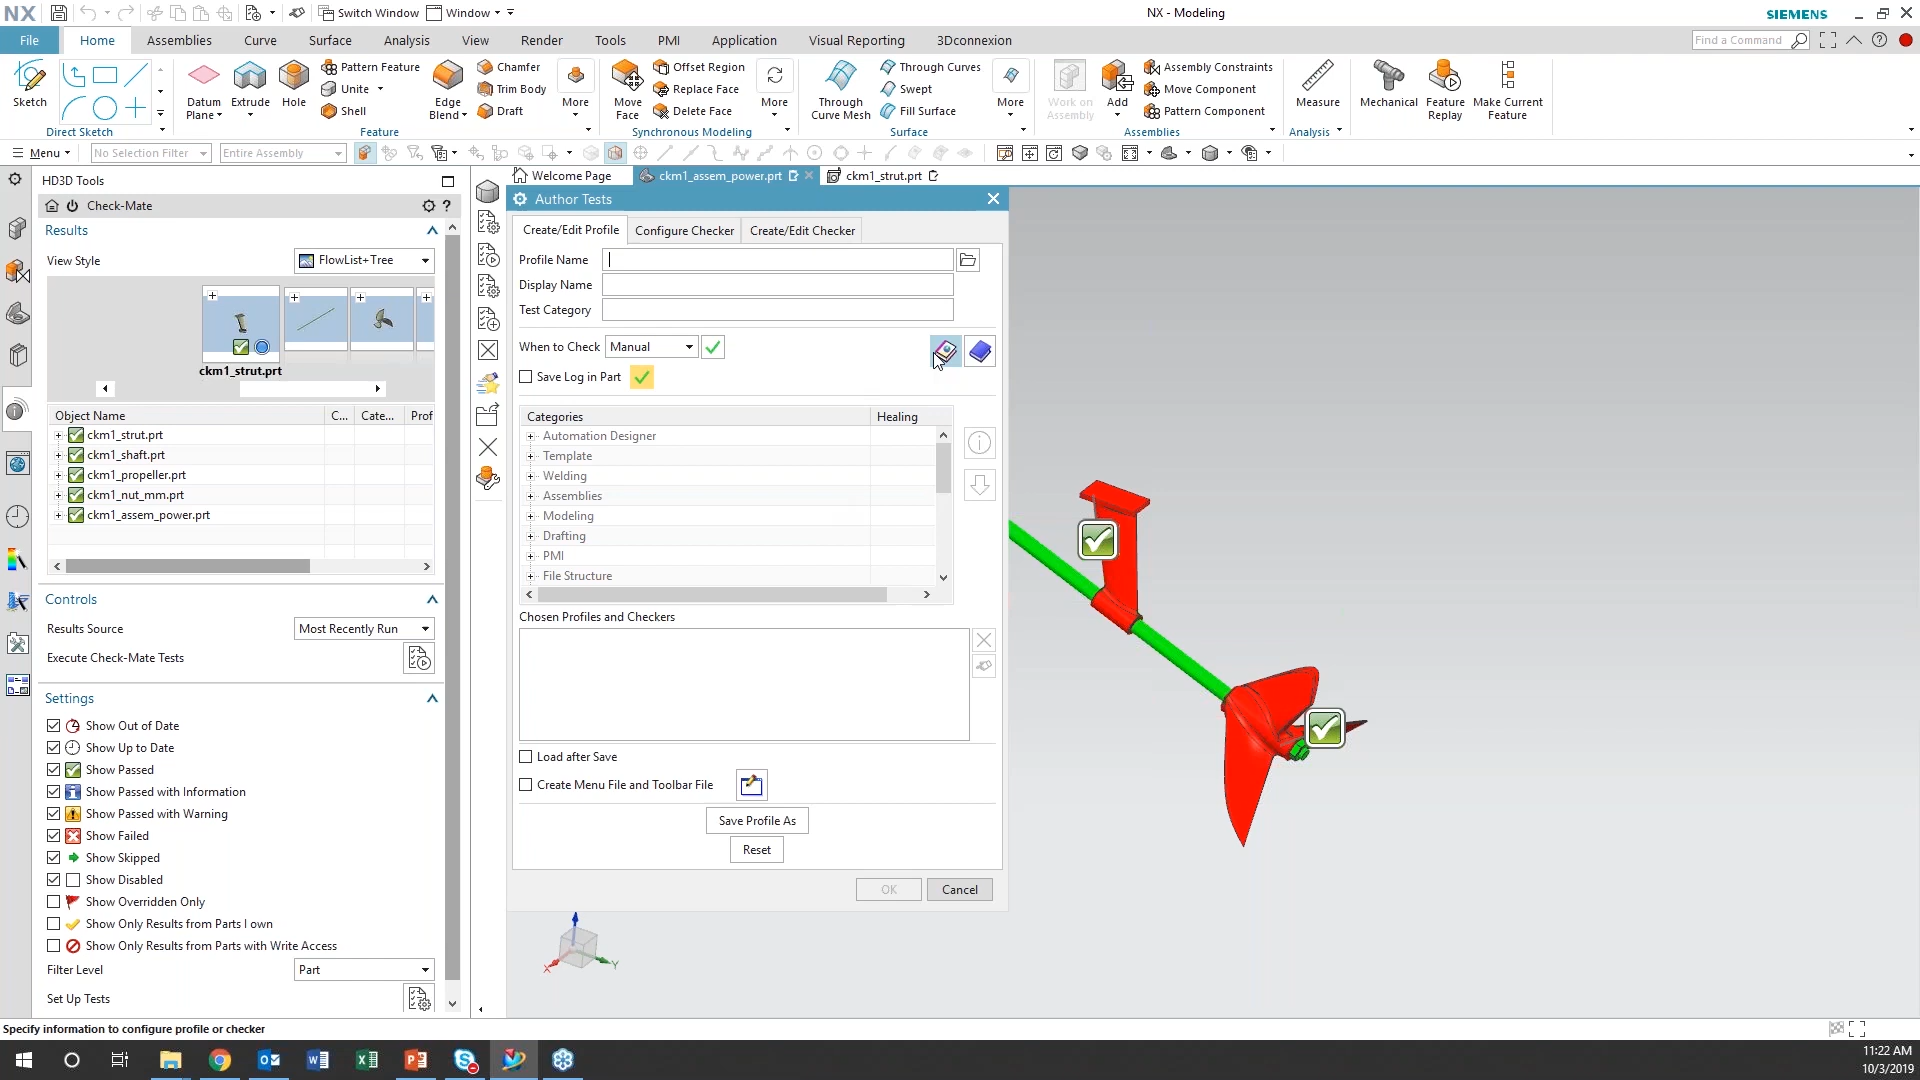 NX
Switch Window
Window
NX - Modeling
SIEMENS
File
Home
Assemblies
Curve
Surface
Analysis
View
Render
Tools
PMI
Application
Visual Reporting
3Dconnexion
Find a Command
Sketch
Direct Sketch
Datum Plane
Extrude
Hole
Pattern Feature
Unite
Shell
Edge Blend
Chamfer
Trim Body
Draft
More
Feature
Move Face
Offset Region
Replace Face
Delete Face
More
Synchronous Modeling
Through Curve Mesh
Through Curves
Swept
Fill Surface
More
Surface
Work on Assembly
Add
Assembly Constraints
Move Component
Pattern Component
Assemblies
Measure
Analysis
Mechanical
Feature Replay
Make Current Feature
Menu
No Selection Filter
Entire Assembly
HD3D Tools
Check-Mate
Results
View Style
FlowList+Tree
ckm1_strut.prt
Object Name
C...
Cate...
Prof
ckm1_strut.prt
ckm1_shaft.prt
ckm1_propeller.prt
ckm1_nut_mm.prt
ckm1_assem_power.prt
Controls
Results Source
Most Recently Run
Execute Check-Mate Tests
Settings
Show Out of Date
Show Up to Date
Show Passed
Show Passed with Information
Show Passed with Warning
Show Failed
Show Skipped
Show Disabled
Show Overridden Only
Show Only Results from Parts I own
Show Only Results from Parts with Write Access
Filter Level
Part
Set Up Tests
Welcome Page
ckm1_assem_power.prt
ckm1_strut.prt
Author Tests
Create/Edit Profile
Configure Checker
Create/Edit Checker
Profile Name
Display Name
Test Category
When to Check
Manual
Save Log in Part
Categories
Healing
Automation Designer
Template
Welding
Assemblies
Modeling
Drafting
PMI
File Structure
Chosen Profiles and Checkers
Load after Save
Create Menu File and Toolbar File
Save Profile As
Reset
OK
Cancel
X
Y
Specify information to configure profile or checker
11:22 AM
10/3/2019